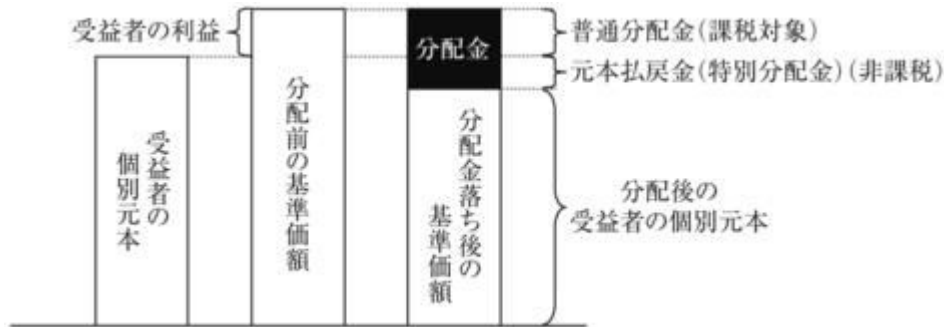 受益者の利益
分配金
普通分配金(課税対象)
元本払戻金(特別分配金)(非課税)
受益者の
個別元本
分配前の基準価額
分配金落ち後の
基準価額
分配後の
受益者の個別元本